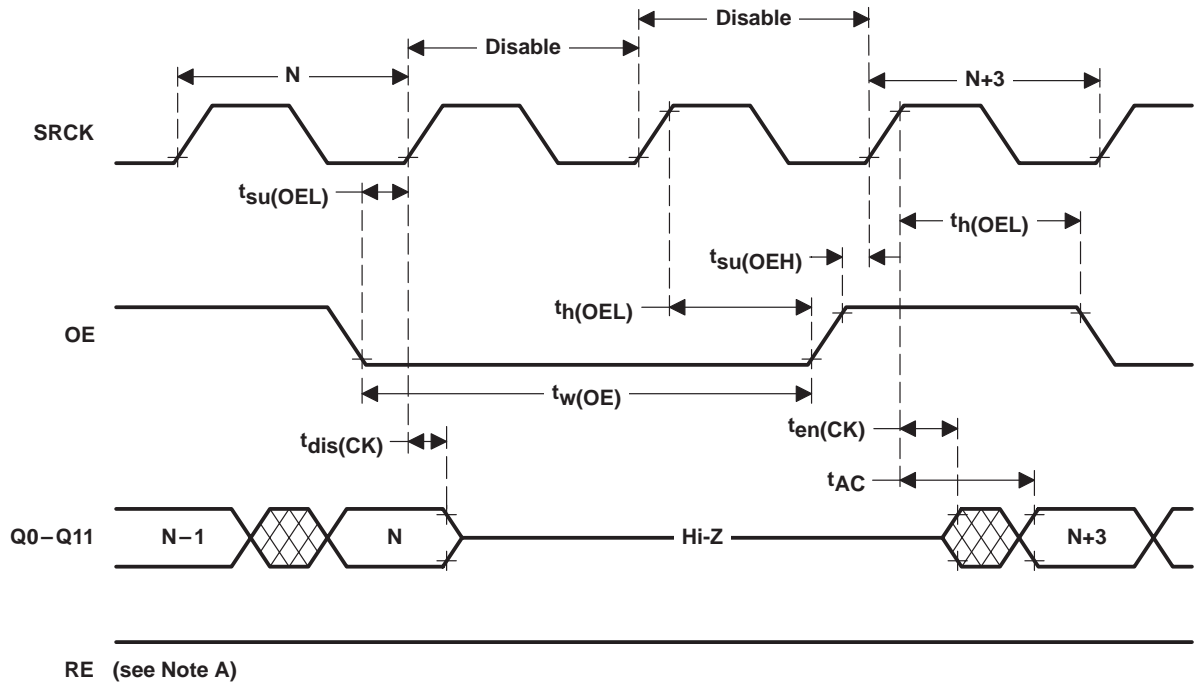 Disable
Disable
N
N+3
SRCK
tsu(OEL)
th(OEL)
tsu(OEH)
th(OEL)
OE
tw(OE)
ten(CK)
tdis(CK)
tAC
Q0–Q11
N–1
N
Hi-Z
N+3
RE (see Note A)